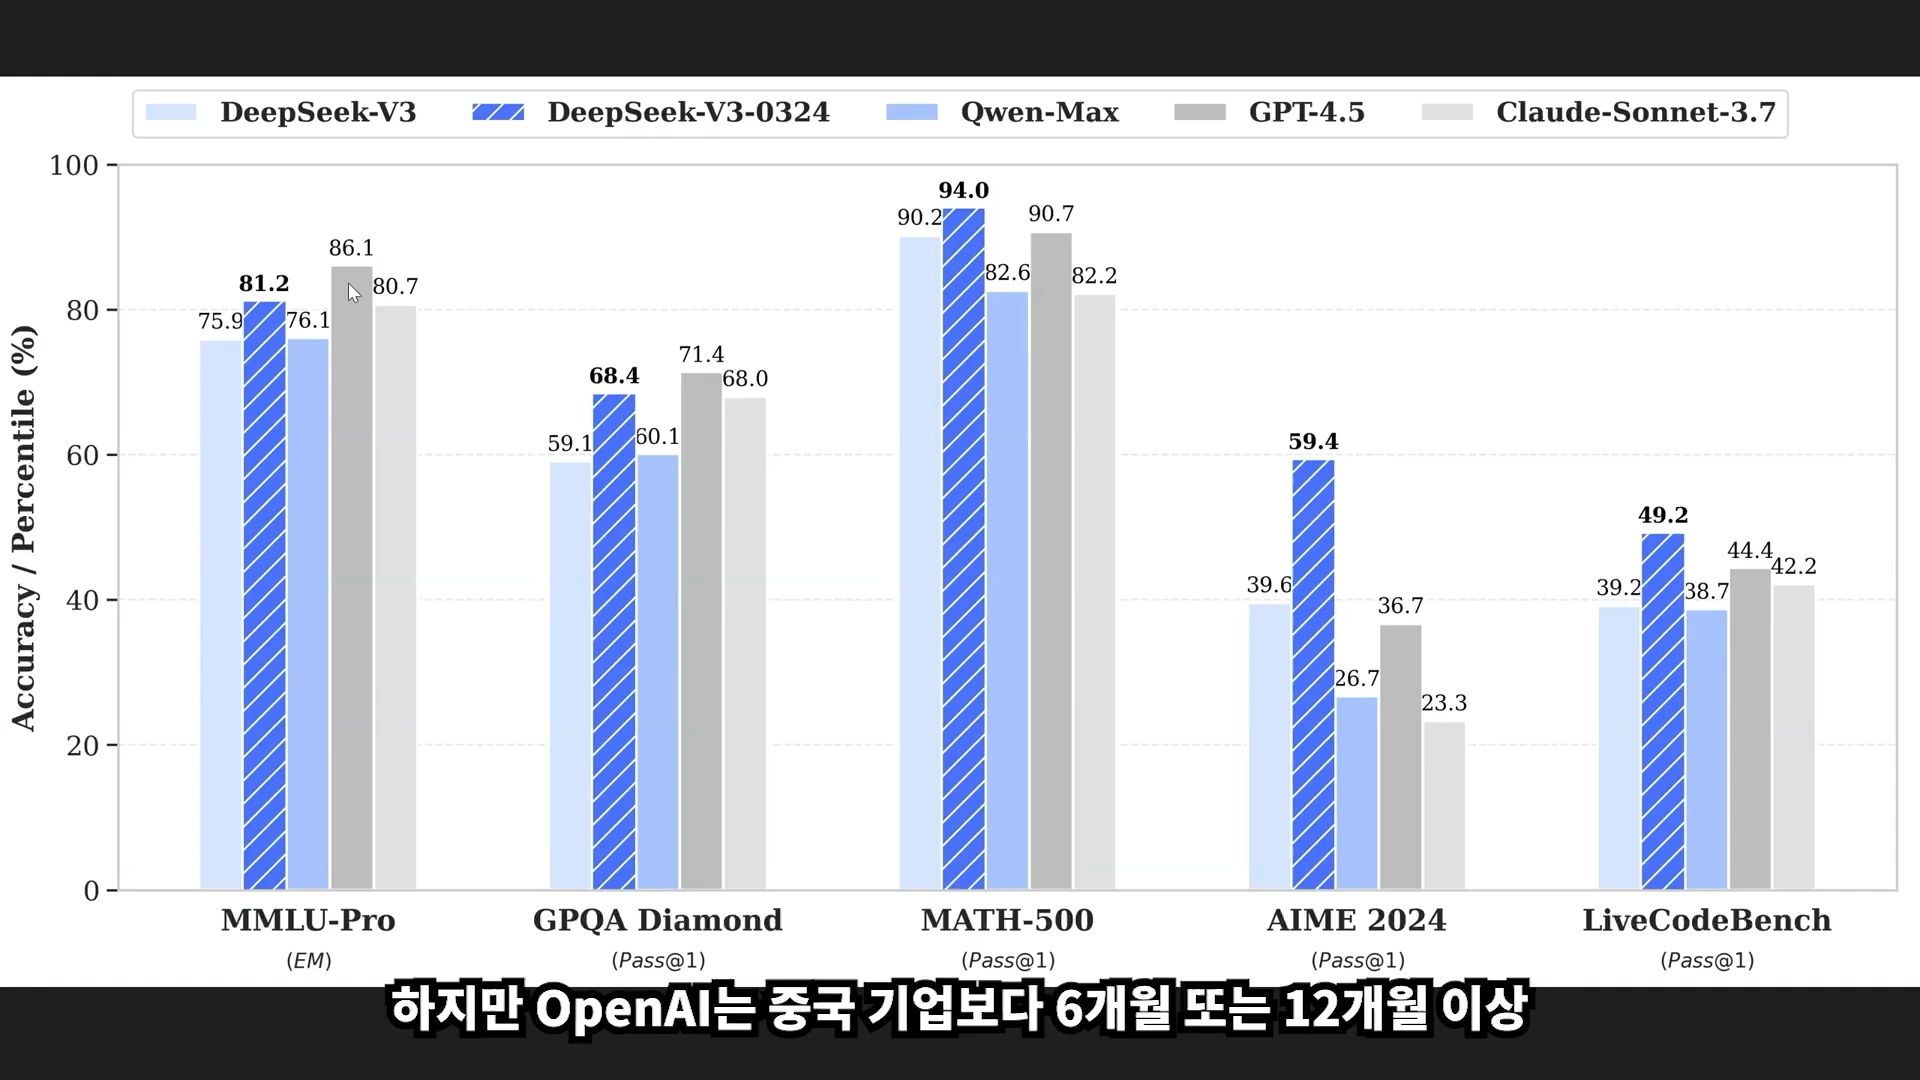 DeepSeek-V3 DeepSeek-V3-0324 Qwen-Max GPT-4.5 Claude-Sonnet-3.7
Accuracy / Percentile (%)
100
80
60
40
20
0
75.9 81.2 76.1 86.1 80.7
59.1 68.4 60.1 71.4 68.0
90.2 94.0 82.6 90.7 82.2
39.6 59.4 26.7 36.7 23.3
39.2 49.2 38.7 44.4 42.2
MMLU-Pro GPQA Diamond MATH-500 AIME 2024 LiveCodeBench
(EM) (Pass@1) (Pass@1) (Pass@1) (Pass@1)
하지만 OpenAI는 중국 기업보다 6개월 또는 12개월 이상